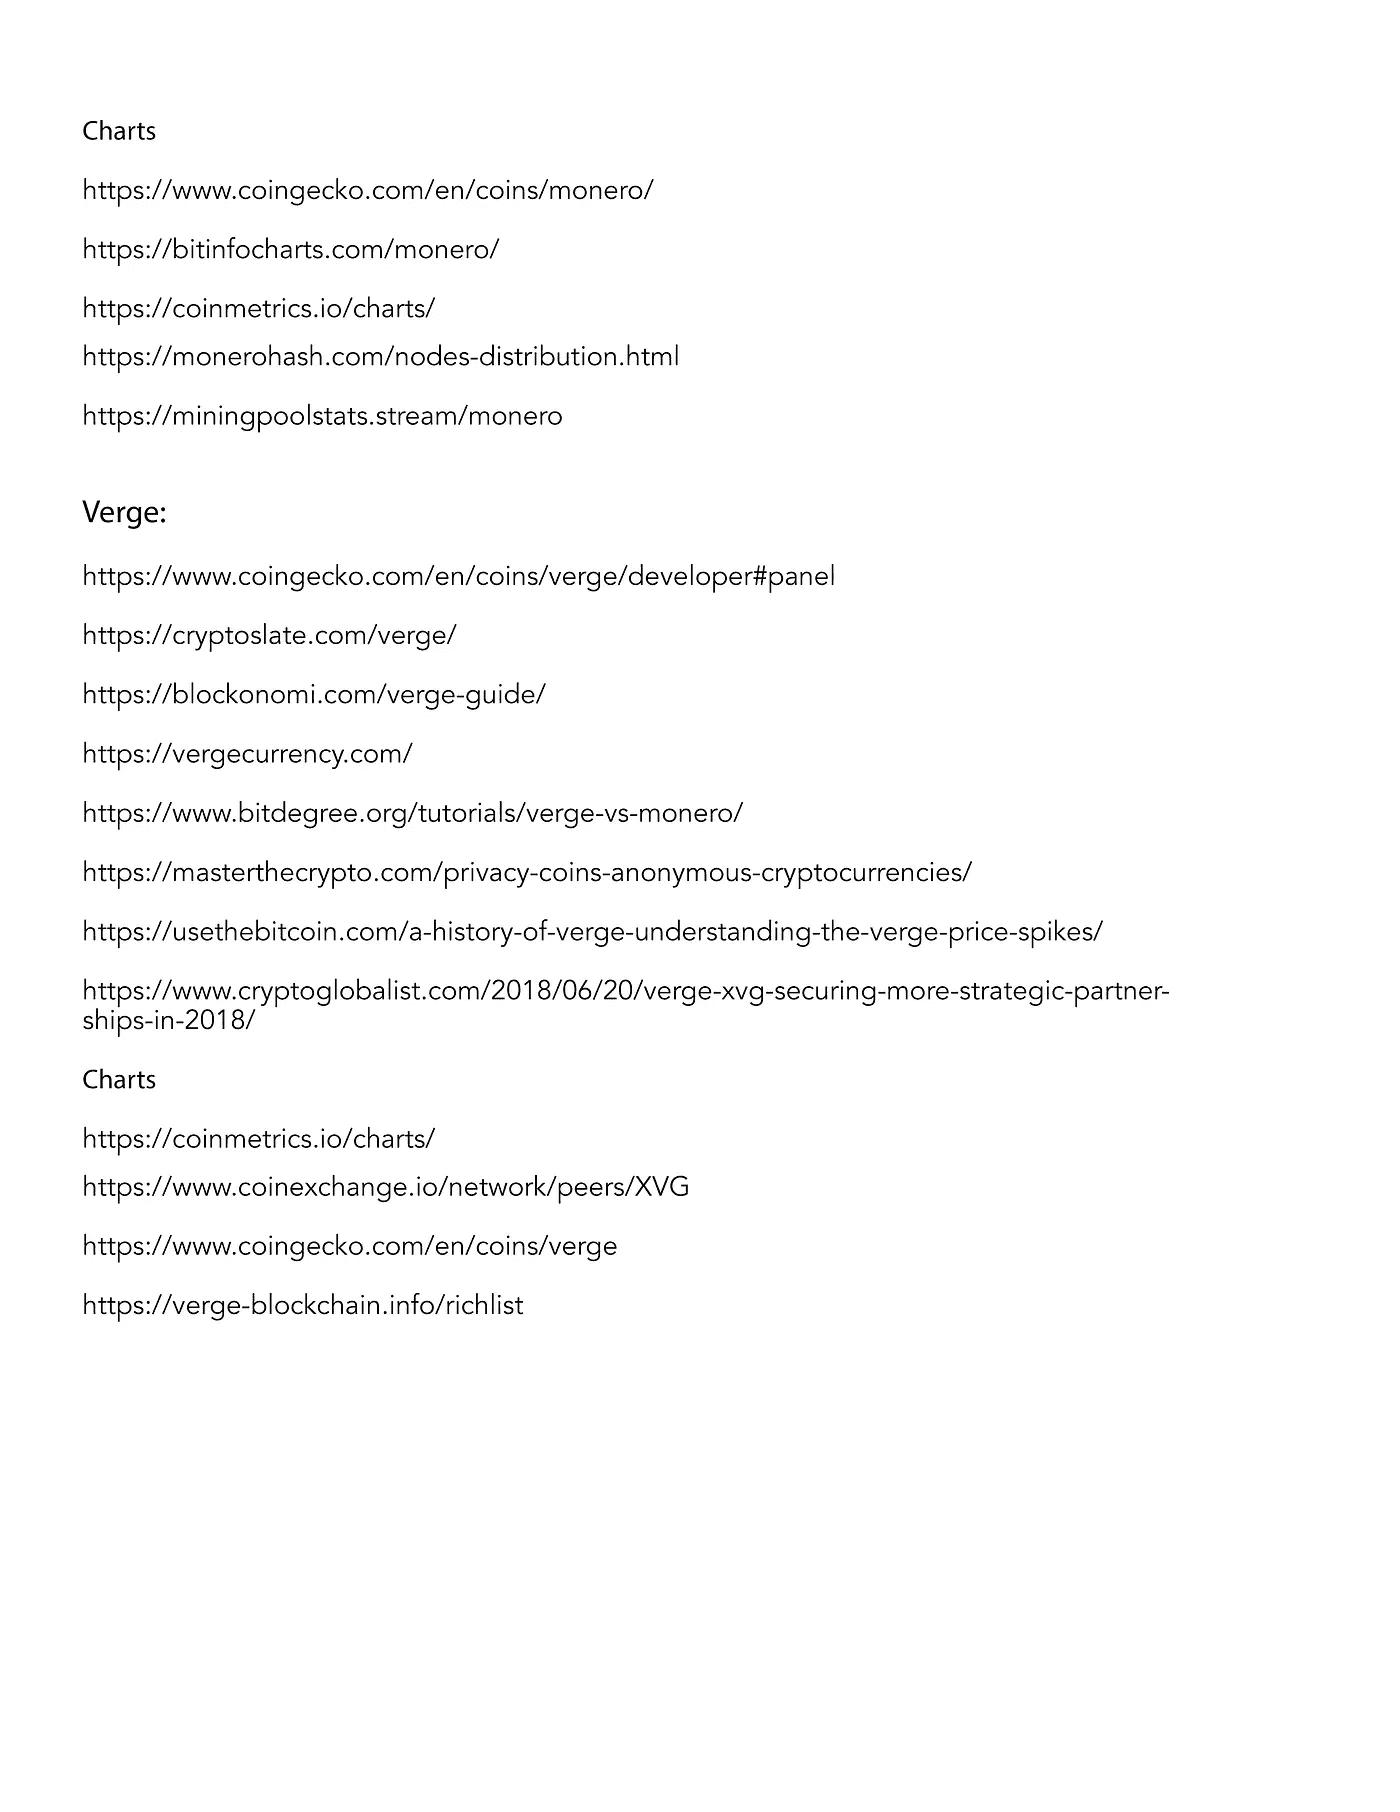 Charts
https://www.coingecko.com/en/coins/monero/
https://bitinfocharts.com/monero/
https://coinmetrics.io/charts/
https://monerohash.com/nodes-distribution.html
https://miningpoolstats.stream/monero
Verge:
https://www.coingecko.com/en/coins/verge/developer#panel
https://cryptoslate.com/verge/
https://blockonomi.com/verge-guide/
https://vergecurrency.com/
https://www.bitdegree.org/tutorials/verge-vs-monero/
https://masterthecrypto.com/privacy-coins-anonymous-cryptocurrencies/
https://usethebitcoin.com/a-history-of-verge-understanding-the-verge-price-spikes/
https://www.cryptoglobalist.com/2018/06/20/verge-xvg-securing-more-strategic-partner-
ships-in-2018/
Charts
https://coinmetrics.io/charts/
https://www.coinexchange.io/network/peers/XVG
https://www.coingecko.com/en/coins/verge
https://verge-blockchain.info/richlist